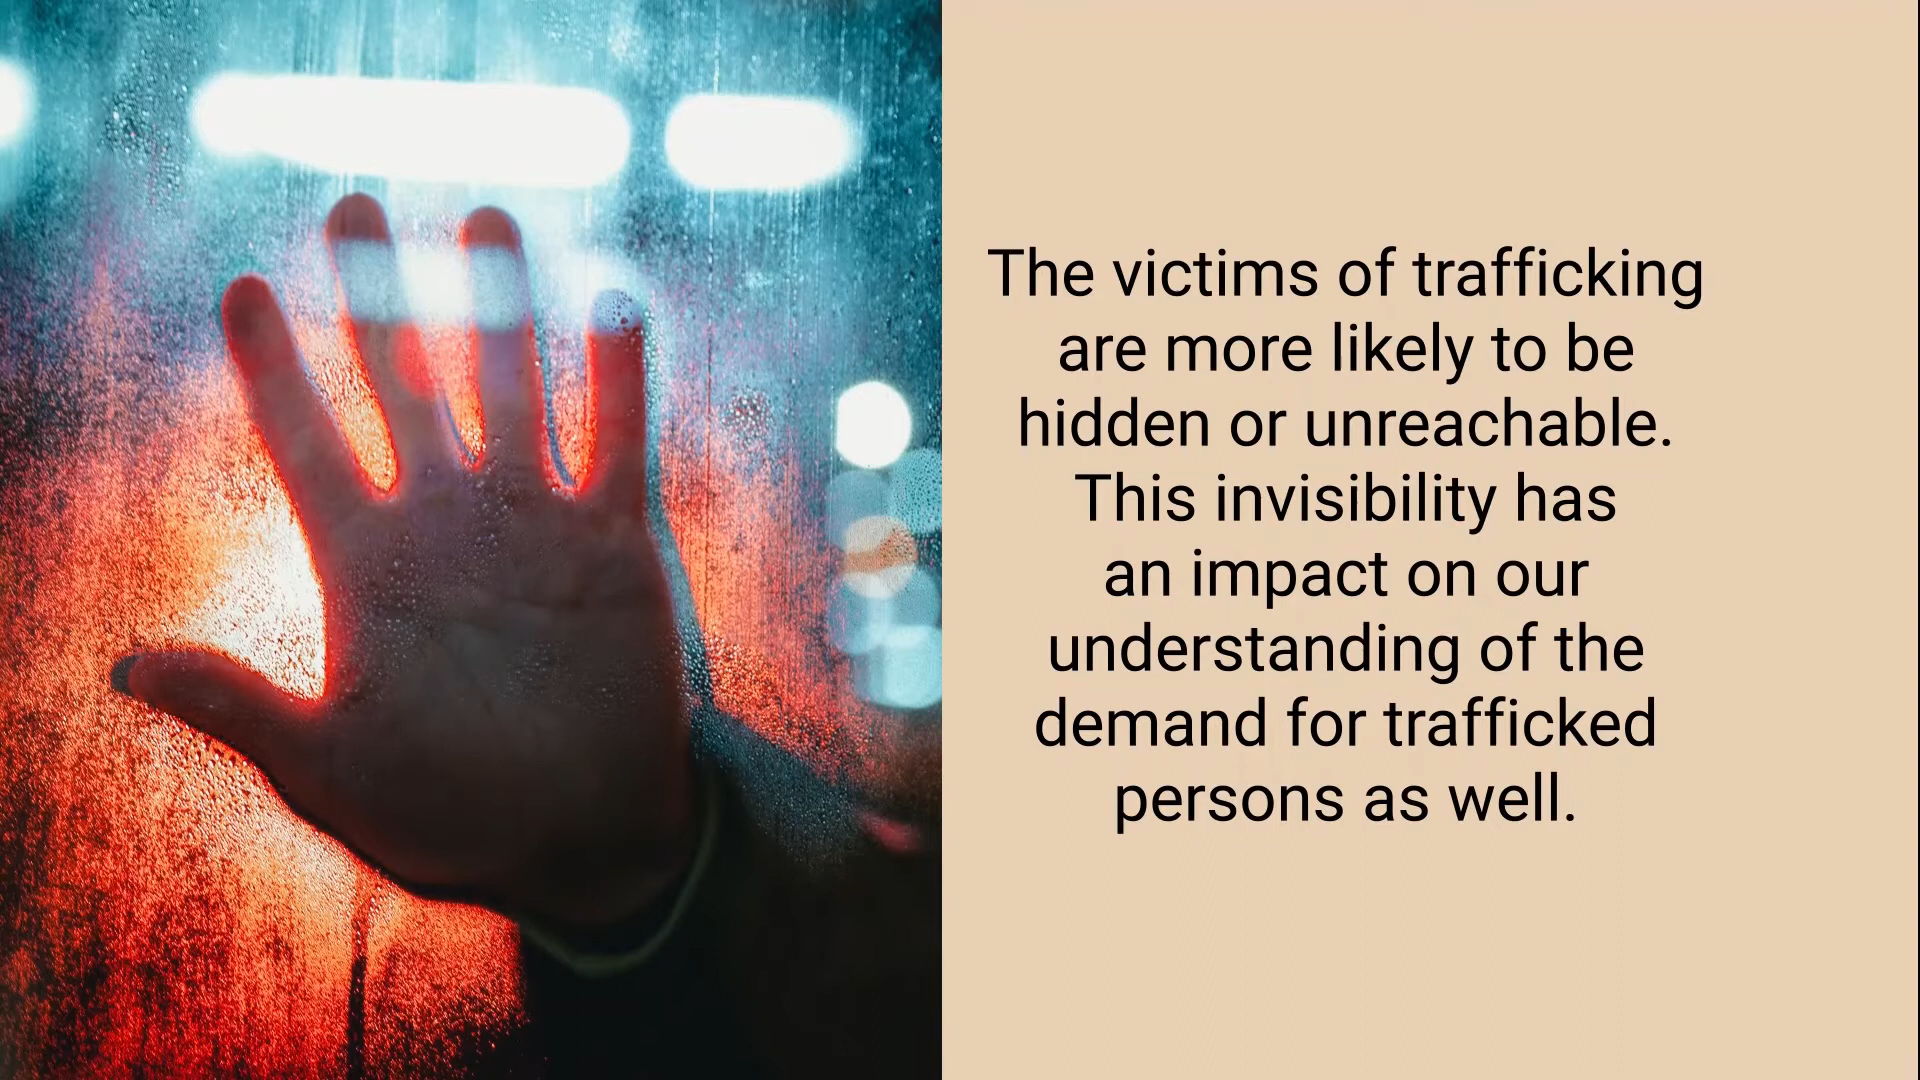 The victims of trafficking
are more likely to be
hidden or unreachable.
This invisibility has
an impact on our
understanding of the
demand for trafficked
persons as well.